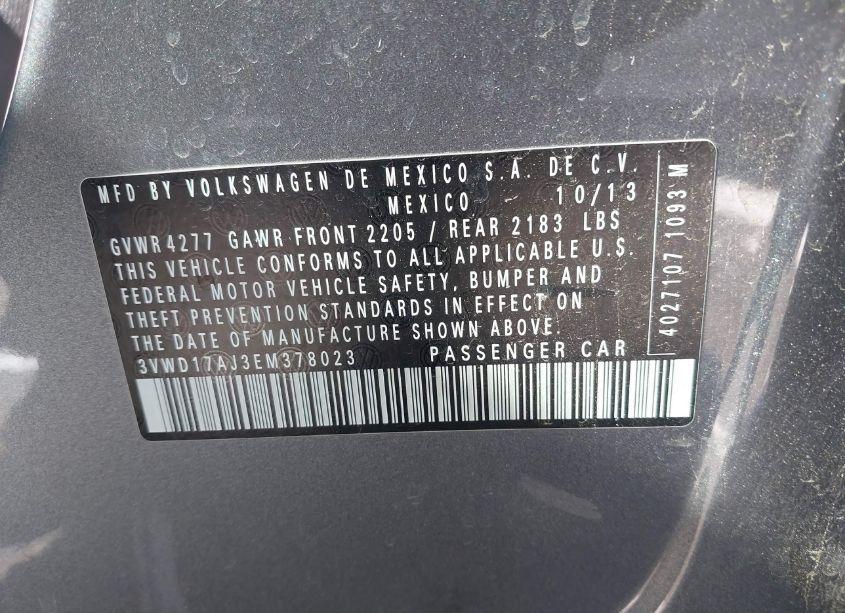 MFD BY VOLKSWAGEN DE MEXICO S.A. DE C.V.
MEXICO 10/13
GVWR 4277 GAWR FRONT 2205 / REAR 2183 LBS
THIS VEHICLE CONFORMS TO ALL APPLICABLE U.S.
FEDERAL MOTOR VEHICLE SAFETY, BUMPER AND
THEFT PREVENTION STANDARDS IN EFFECT ON
THE DATE OF MANUFACTURE SHOWN ABOVE.
3VWD17AJ3EM378023 PASSENGER CAR
4027107 1093 M